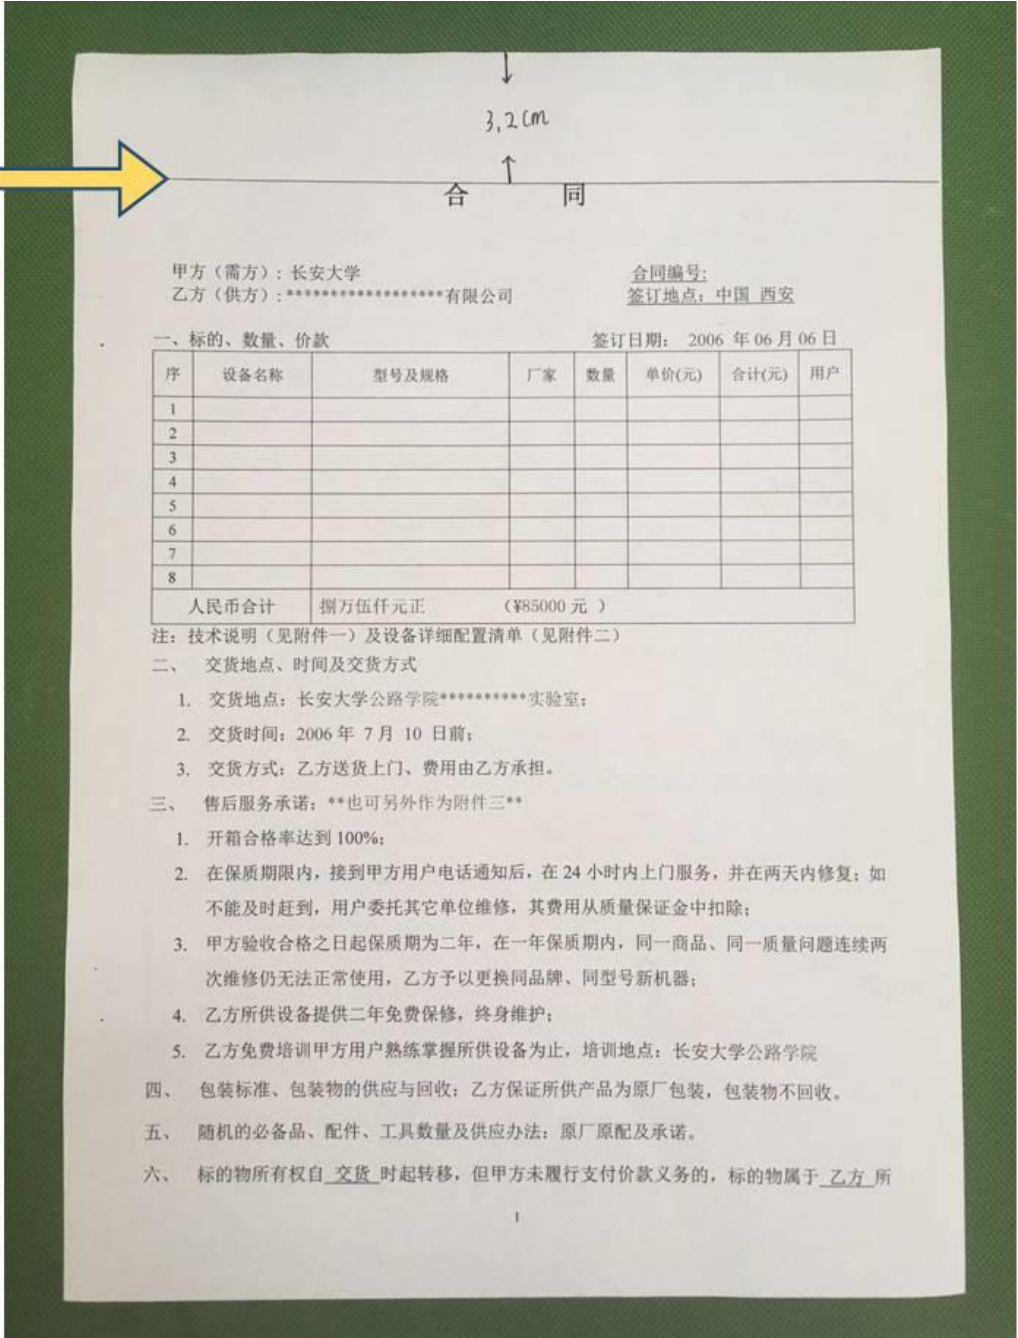 3.2cm
合 同
甲方（需方）：长安大学 合同编号:
乙方（供方）:******************有限公司 签订地点：中国 西安
一、标的、数量、价款 签订日期： 2006 年 06 月 06 日
序 设备名称 型号及规格 厂家 数量 单价(元) 合计(元) 用户
1
2
3
4
5
6
7
8
人民币合计 捌万伍仟元正 （¥85000 元 ）
注：技术说明（见附件一）及设备详细配置清单（见附件二）
二、 交货地点、时间及交货方式
1. 交货地点：长安大学公路学院**********实验室；
2. 交货时间：2006 年 7 月 10 日前；
3. 交货方式：乙方送货上门、费用由乙方承担。
三、 售后服务承诺：**也可另外作为附件三**
1. 开箱合格率达到 100%；
2. 在保质期限内，接到甲方用户电话通知后，在 24 小时内上门服务，并在两天内修复；如
不能及时赶到，用户委托其它单位维修，其费用从质量保证金中扣除；
3. 甲方验收合格之日起保质期为二年，在一年保质期内，同一商品、同一质量问题连续两
次维修仍无法正常使用，乙方予以更换同品牌、同型号新机器；
4. 乙方所供设备提供二年免费保修，终身维护；
5. 乙方免费培训甲方用户熟练掌握所供设备为止，培训地点：长安大学公路学院
四、 包装标准、包装物的供应与回收：乙方保证所供产品为原厂包装，包装物不回收。
五、 随机的必备品、配件、工具数量及供应办法：原厂原配及承诺。
六、 标的物所有权自 交货 时起转移，但甲方未履行支付价款义务的，标的物属于 乙方 所
1